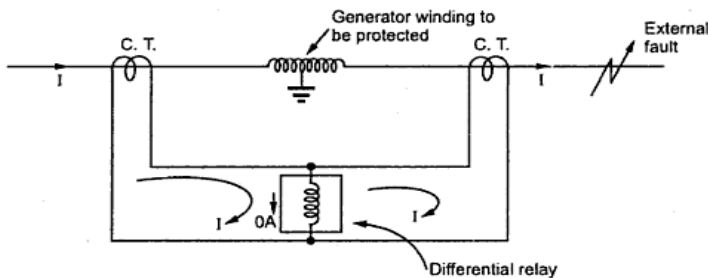 Generator winding to
be protected
External
fault
C. T.
C. T.
I
I
I
0A
I
Differential relay